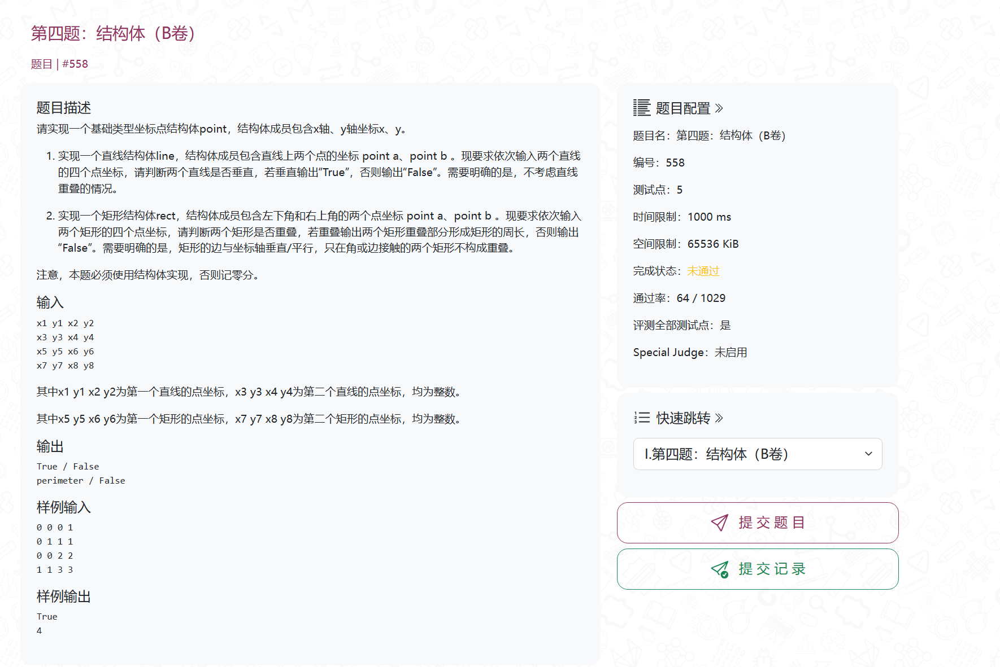 第四题：结构体（B卷）
题目 | #558
题目描述
请实现一个基础类型坐标点结构体point，结构体成员包含x轴、y轴坐标x、y。
1. 实现一个直线结构体line，结构体成员包含直线上两个点的坐标 point a、point b 。现要求依次输入两个直线
的四个点坐标，请判断两个直线是否垂直，若垂直输出“True”，否则输出“False”。需要明确的是，不考虑直线
重叠的情况。
2. 实现一个矩形结构体rect，结构体成员包含左下角和右上角的两个点坐标 point a、point b 。现要求依次输入
两个矩形的四个点坐标，请判断两个矩形是否重叠，若重叠输出两个矩形重叠部分形成矩形的周长，否则输出
“False”。需要明确的是，矩形的边与坐标轴垂直/平行，只在角或边接触的两个矩形不构成重叠。
注意，本题必须使用结构体实现，否则记零分。
输入
x1 y1 x2 y2
x3 y3 x4 y4
x5 y5 x6 y6
x7 y7 x8 y8
其中x1 y1 x2 y2为第一个直线的点坐标，x3 y3 x4 y4为第二个直线的点坐标，均为整数。
其中x5 y5 x6 y6为第一个矩形的点坐标，x7 y7 x8 y8为第二个矩形的点坐标，均为整数。
输出
True / False
perimeter / False
样例输入
0 0 0 1
0 1 1 1
0 0 2 2
1 1 3 3
样例输出
True
4
题目配置
题目名：第四题：结构体（B卷）
编号：558
测试点：5
时间限制：1000 ms
空间限制：65536 KiB
完成状态：未通过
通过率：64 / 1029
评测全部测试点：是
Special Judge：未启用
快速跳转
I.第四题：结构体（B卷）
提交题目
提交记录